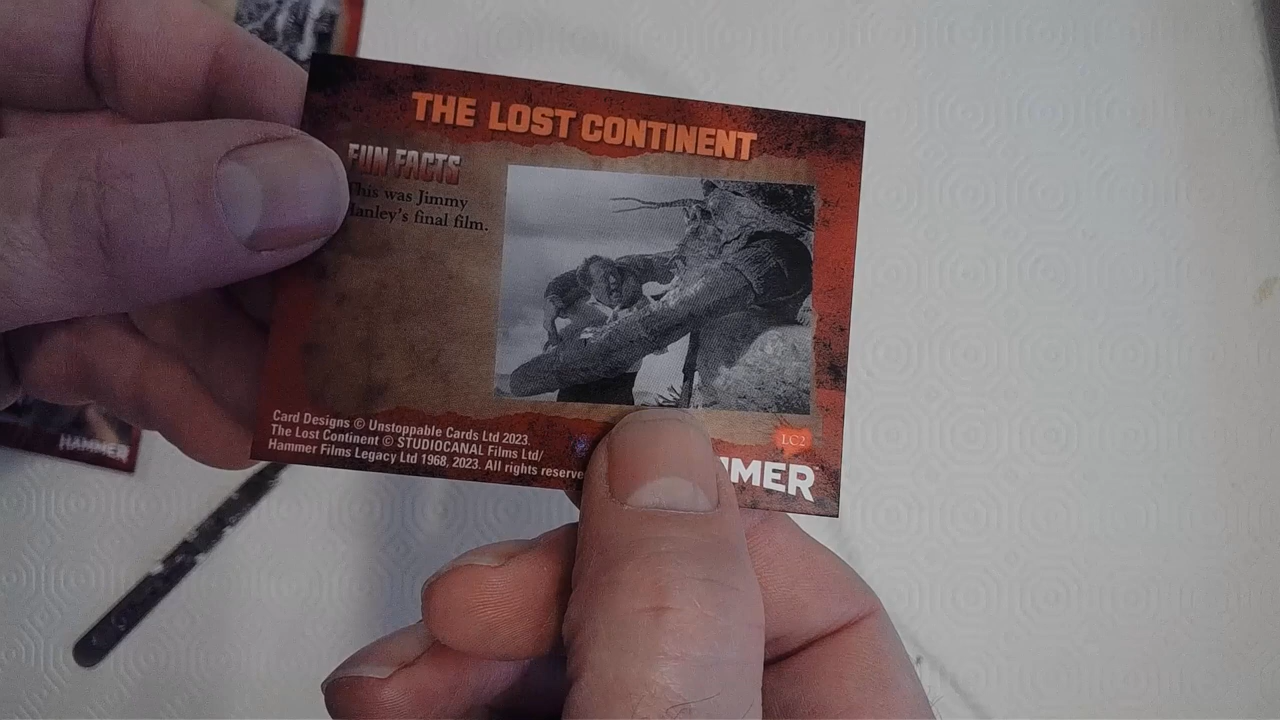 THE LOST CONTINENT
FUN FACTS
This was Jimmy
Hanley's final film.
Card Designs © Unstoppable Cards Ltd 2023.
The Lost Continent © STUDIOCANAL Films Ltd/
Hammer Films Legacy Ltd 1968, 2023. All rights reserve
LC2
MMER
HAMMER